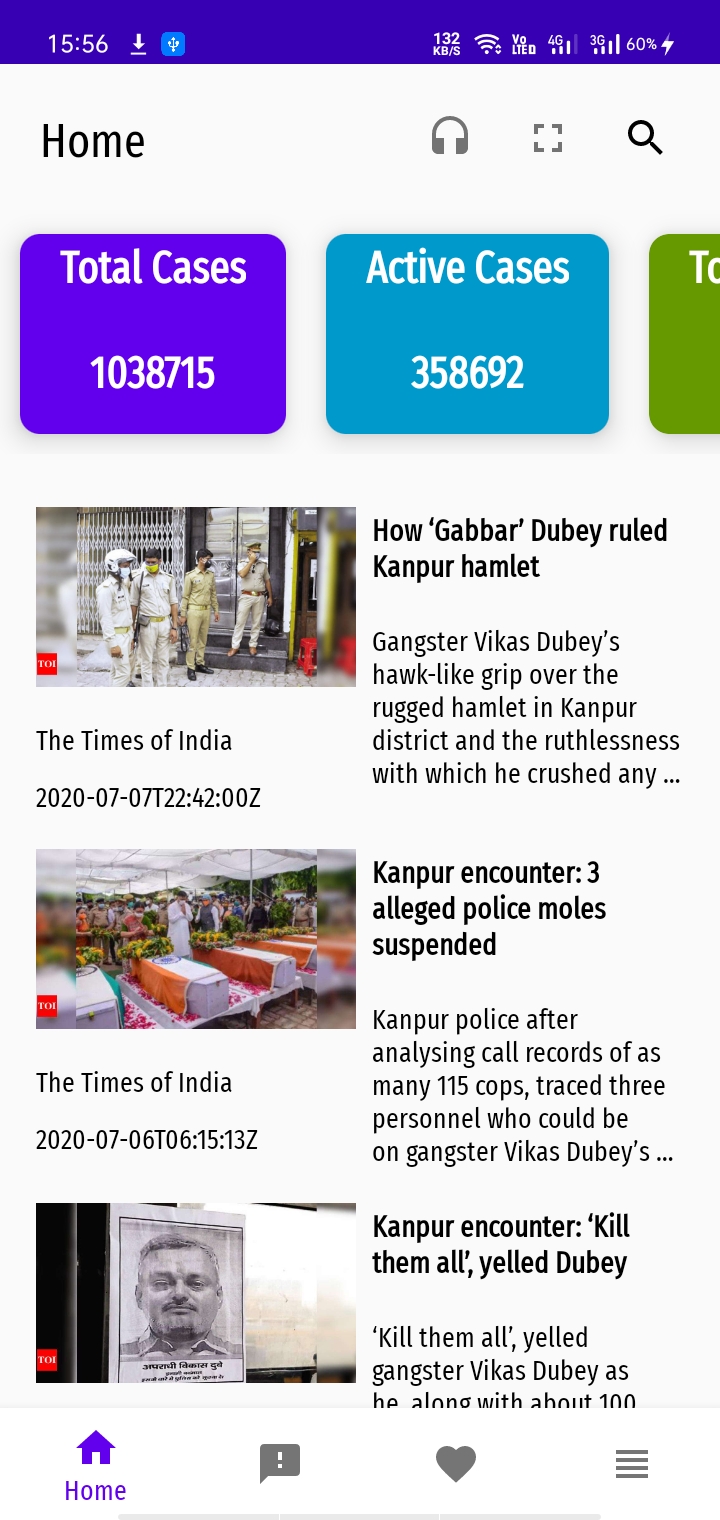 15:56
132
KB/S
Vo
LTE
4G
3G
60%
Home
Total Cases
1038715
Active Cases
358692
To
How ‘Gabbar’ Dubey ruled
Kanpur hamlet
Gangster Vikas Dubey’s
hawk-like grip over the
rugged hamlet in Kanpur
district and the ruthlessness
with which he crushed any ...
TOI
The Times of India
2020-07-07T22:42:00Z
Kanpur encounter: 3
alleged police moles
suspended
Kanpur police after
analysing call records of as
many 115 cops, traced three
personnel who could be
on gangster Vikas Dubey’s ...
TOI
The Times of India
2020-07-06T06:15:13Z
Kanpur encounter: ‘Kill
them all’, yelled Dubey
‘Kill them all’, yelled
gangster Vikas Dubey as
he, along with about 100
TOI
अपराधी विकास दुबे
Home